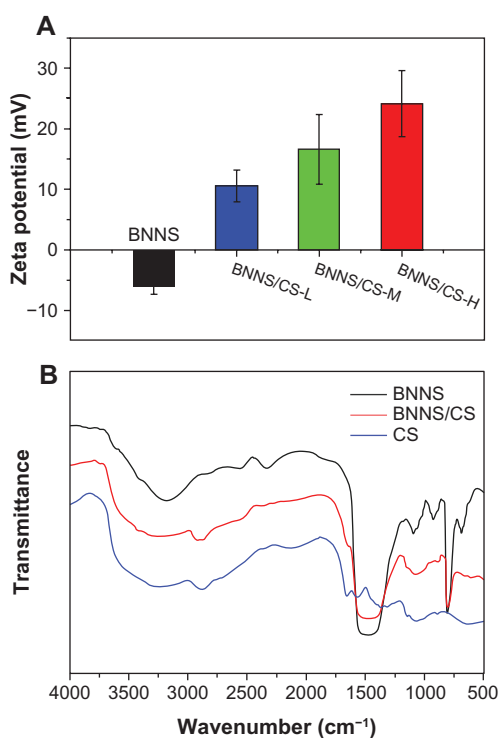 A
Zeta potential (mV)
30
20
10
0
−10
BNNS
BNNS/CS-L
BNNS/CS-M
BNNS/CS-H
B
BNNS
BNNS/CS
CS
Transmittance
4000 3500 3000 2500 2000 1500 1000 500
Wavenumber (cm⁻¹)